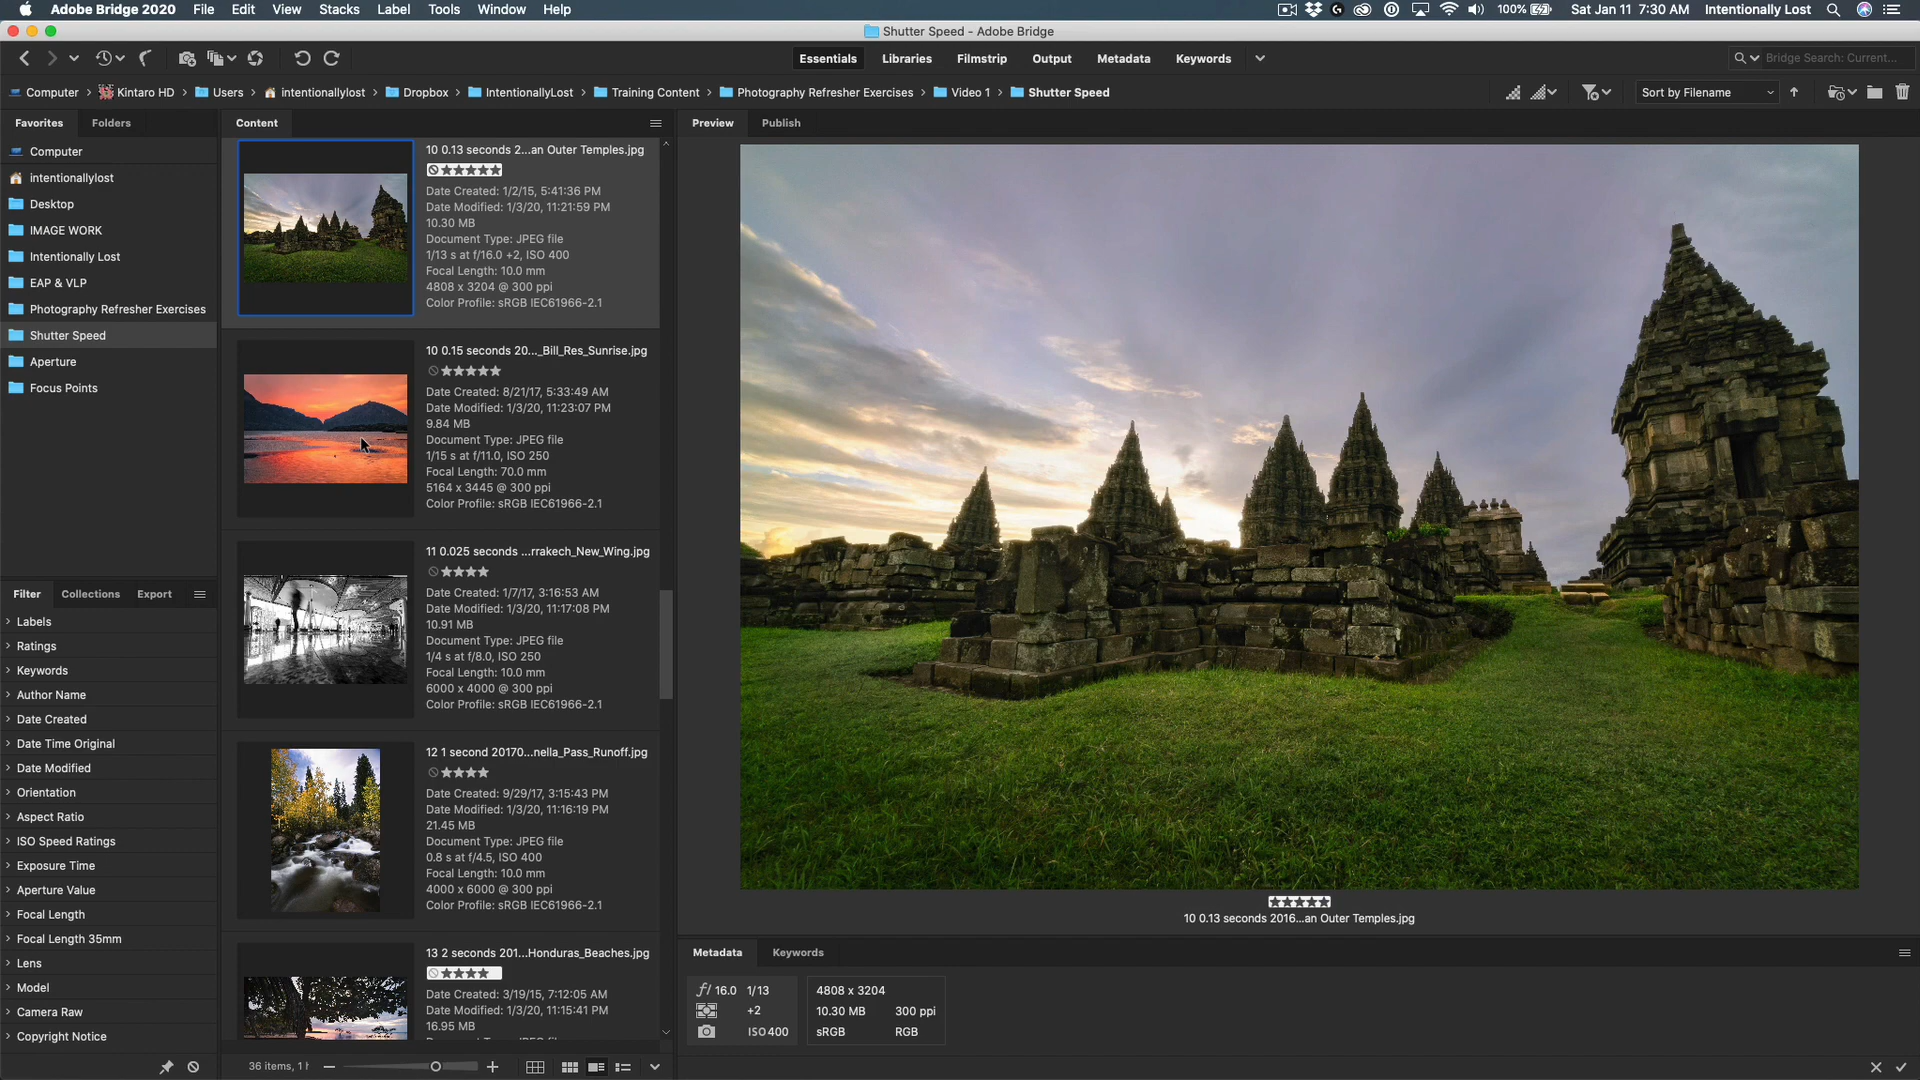 Adobe Bridge 2020 File Edit View Stacks Label Tools Window Help 100% Sat Jan 11 7:30 AM Intentionally Lost
Shutter Speed - Adobe Bridge
Essentials Libraries Filmstrip Output Metadata Keywords Bridge Search: Current...
Computer Kintaro HD Users intentionallylost Dropbox IntentionallyLost Training Content Photography Refresher Exercises Video 1 Shutter Speed Sort by Filename
Favorites Folders
Computer
intentionallylost
Desktop
IMAGE WORK
Intentionally Lost
EAP & VLP
Photography Refresher Exercises
Shutter Speed
Aperture
Focus Points
Filter Collections Export
Labels
Ratings
Keywords
Author Name
Date Created
Date Time Original
Date Modified
Orientation
Aspect Ratio
ISO Speed Ratings
Exposure Time
Aperture Value
Focal Length
Focal Length 35mm
Lens
Model
Camera Raw
Copyright Notice
Content
10 0.13 seconds 2...an Outer Temples.jpg
Date Created: 1/2/15, 5:41:36 PM
Date Modified: 1/3/20, 11:21:59 PM
10.30 MB
Document Type: JPEG file
1/13 s at f/16.0 +2, ISO 400
Focal Length: 10.0 mm
4808 x 3204 @ 300 ppi
Color Profile: sRGB IEC61966-2.1
10 0.15 seconds 20..._Bill_Res_Sunrise.jpg
Date Created: 8/21/17, 5:33:49 AM
Date Modified: 1/3/20, 11:23:07 PM
9.84 MB
Document Type: JPEG file
1/15 s at f/11.0, ISO 250
Focal Length: 70.0 mm
5164 x 3445 @ 300 ppi
Color Profile: sRGB IEC61966-2.1
11 0.025 seconds ...rrakech_New_Wing.jpg
Date Created: 1/7/17, 3:16:53 AM
Date Modified: 1/3/20, 11:17:08 PM
10.91 MB
Document Type: JPEG file
1/4 s at f/8.0, ISO 250
Focal Length: 10.0 mm
6000 x 4000 @ 300 ppi
Color Profile: sRGB IEC61966-2.1
12 1 second 20170...nella_Pass_Runoff.jpg
Date Created: 9/29/17, 3:15:43 PM
Date Modified: 1/3/20, 11:16:19 PM
21.45 MB
Document Type: JPEG file
0.8 s at f/4.5, ISO 400
Focal Length: 10.0 mm
4000 x 6000 @ 300 ppi
Color Profile: sRGB IEC61966-2.1
13 2 seconds 201...Honduras_Beaches.jpg
Date Created: 3/19/15, 7:12:05 AM
Date Modified: 1/3/20, 11:15:41 PM
16.95 MB
36 items, 1
Preview Publish
10 0.13 seconds 2016...an Outer Temples.jpg
Metadata Keywords
f/ 16.0 1/13
+2
ISO400
4808 x 3204
10.30 MB 300 ppi
sRGB RGB